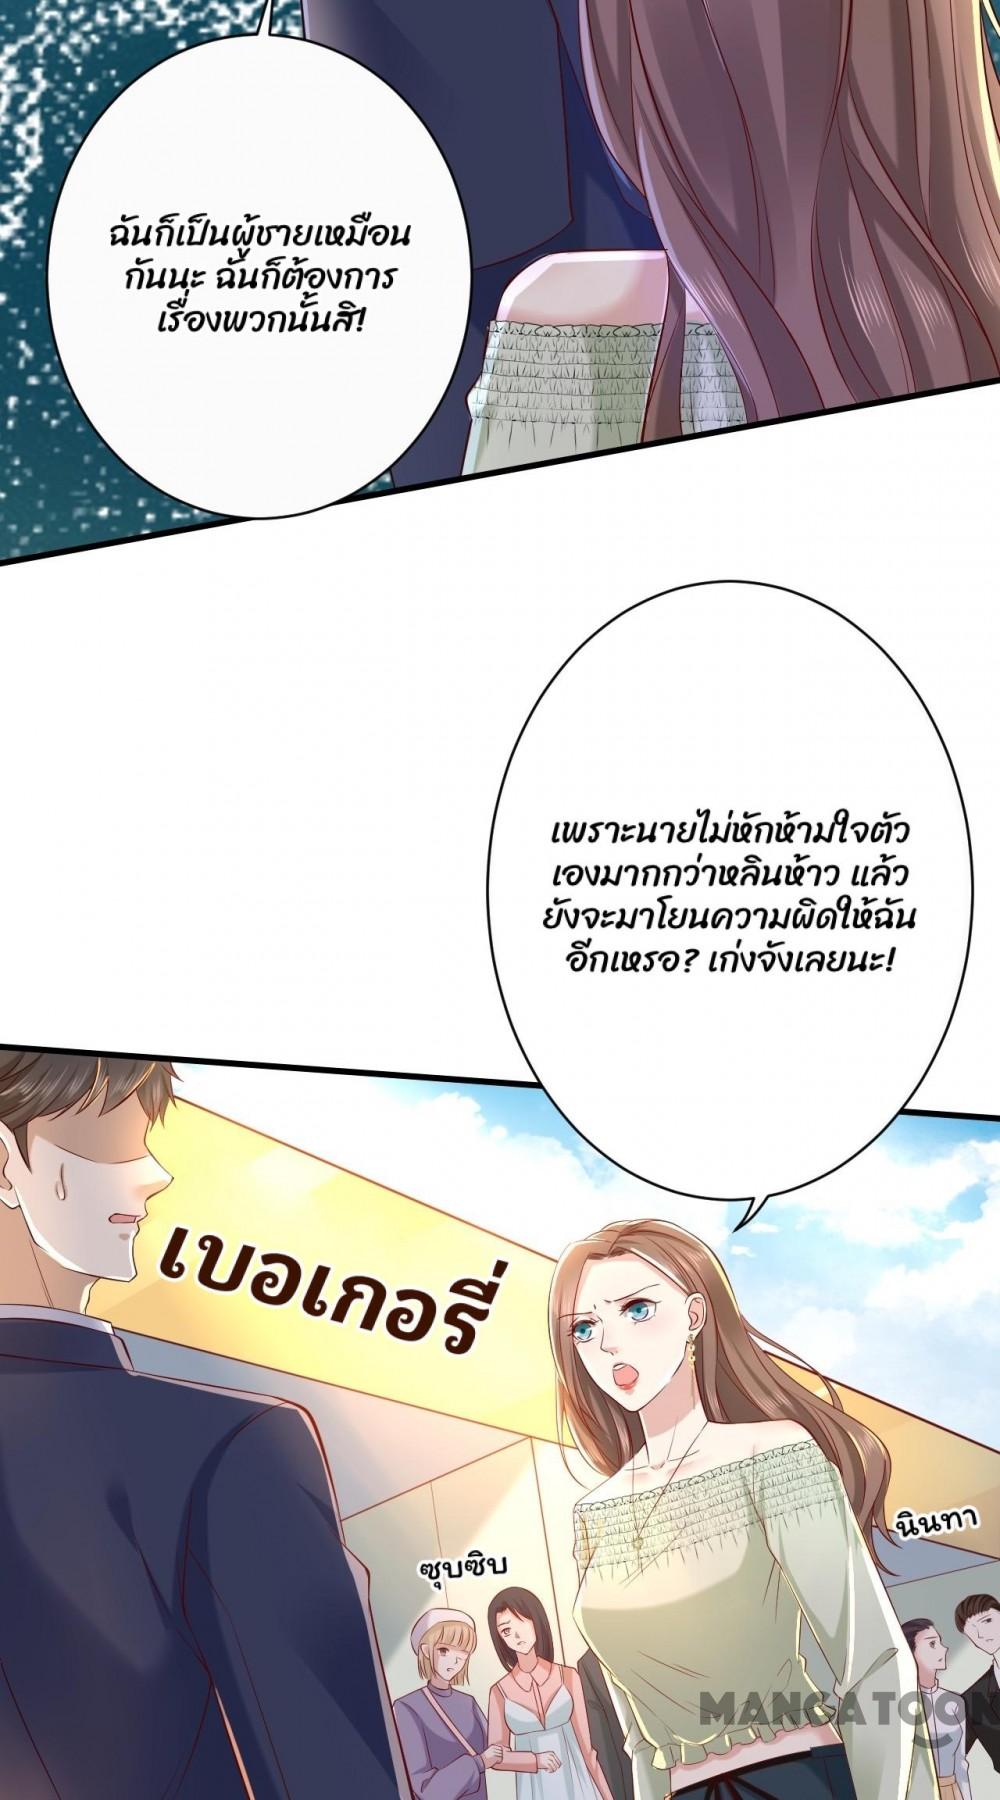 ฉันก็เป็นผู้ชายเหมือน
กันนะ ฉันก็ต้องการ
เรื่องพวกนั้นสิ!
เพราะนายไม่หักห้ามใจตัว
เองมากกว่าหลินห้าว แล้ว
ยังจะมาโยนความผิดให้ฉัน
อีกเหรอ? เก่งจังเลยนะ!
เบอเกอรี่
นินทา
ซุบซิบ
MANGATOON